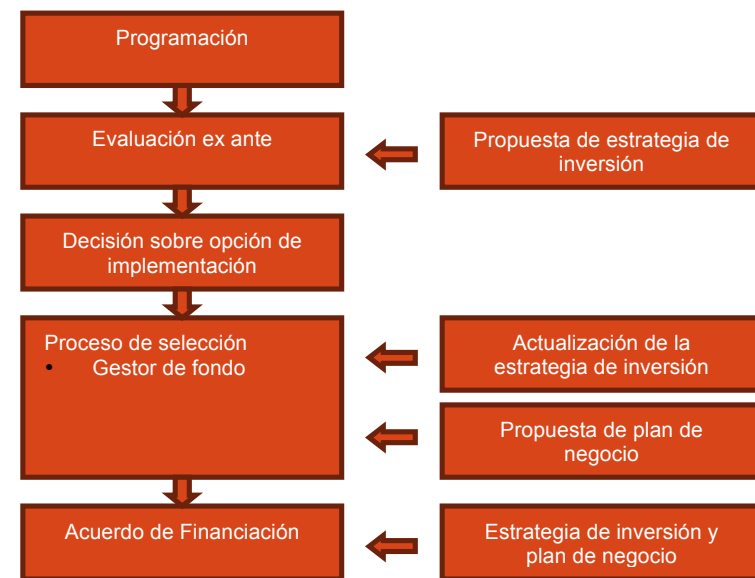 Programación
Evaluación ex ante
Propuesta de estrategia de
inversión
Decisión sobre opción de
implementación
Proceso de selección
• Gestor de fondo
Actualización de la
estrategia de inversión
Propuesta de plan de
negocio
Acuerdo de Financiación
Estrategia de inversión y
plan de negocio